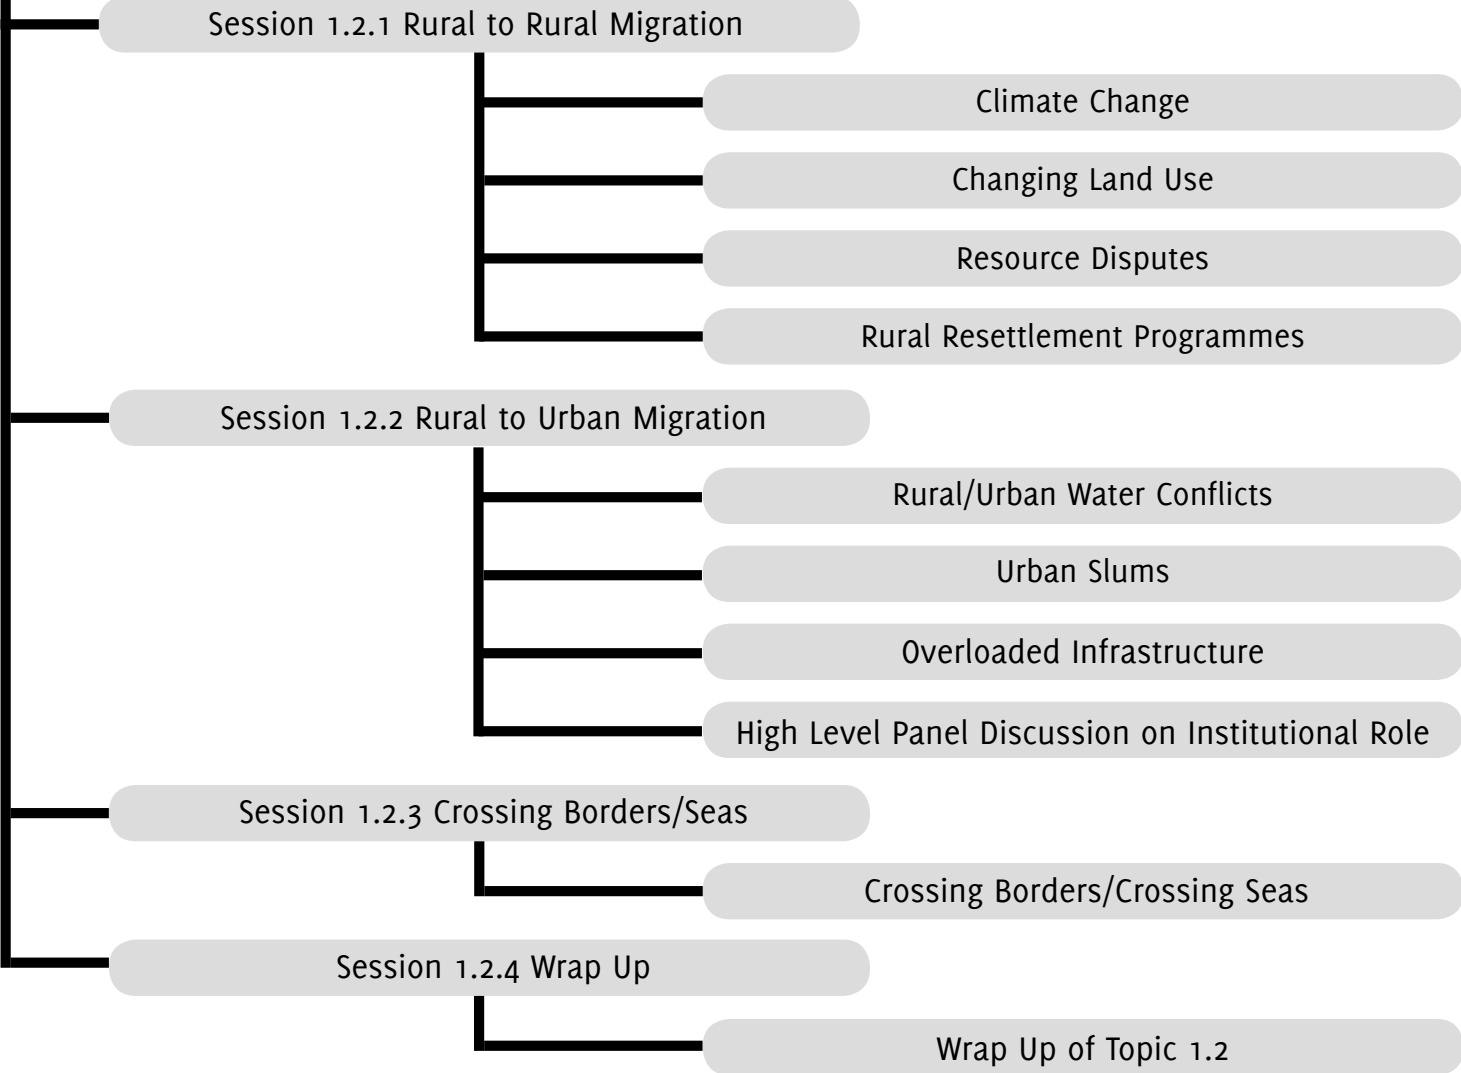 Session 1.2.1 Rural to Rural Migration
Climate Change
Changing Land Use
Resource Disputes
Rural Resettlement Programmes
Session 1.2.2 Rural to Urban Migration
Rural/Urban Water Conflicts
Urban Slums
Overloaded Infrastructure
High Level Panel Discussion on Institutional Role
Session 1.2.3 Crossing Borders/Seas
Crossing Borders/Crossing Seas
Session 1.2.4 Wrap Up
Wrap Up of Topic 1.2